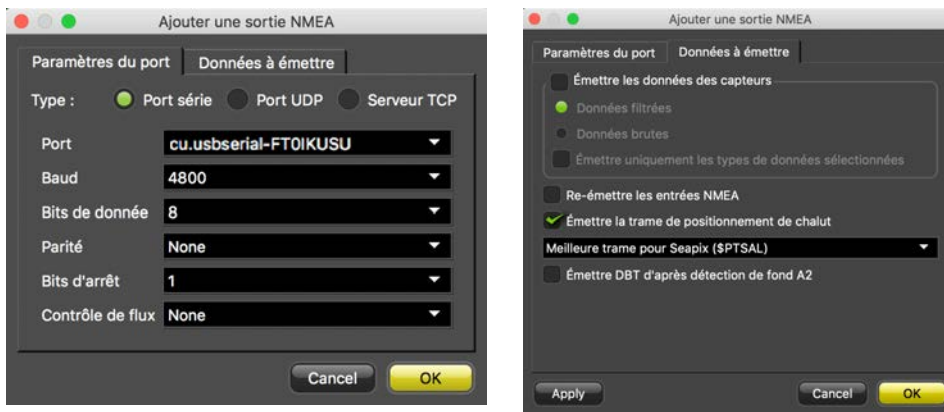 Ajouter une sortie NMEA
Paramètres du port Données à émettre
Type : Port série Port UDP Serveur TCP
Port cu.usbserial-FT0IKUSU
Baud 4800
Bits de donnée 8
Parité None
Bits d'arrêt 1
Contrôle de flux None
Cancel OK
Ajouter une sortie NMEA
Paramètres du port Données à émettre
Émettre les données des capteurs
Données filtrées
Données brutes
Émettre uniquement les types de données sélectionnées
Re-émettre les entrées NMEA
Émettre la trame de positionnement de chalut
Meilleure trame pour Seapix ($PTSAL)
Émettre DBT d'après détection de fond A2
Apply Cancel OK